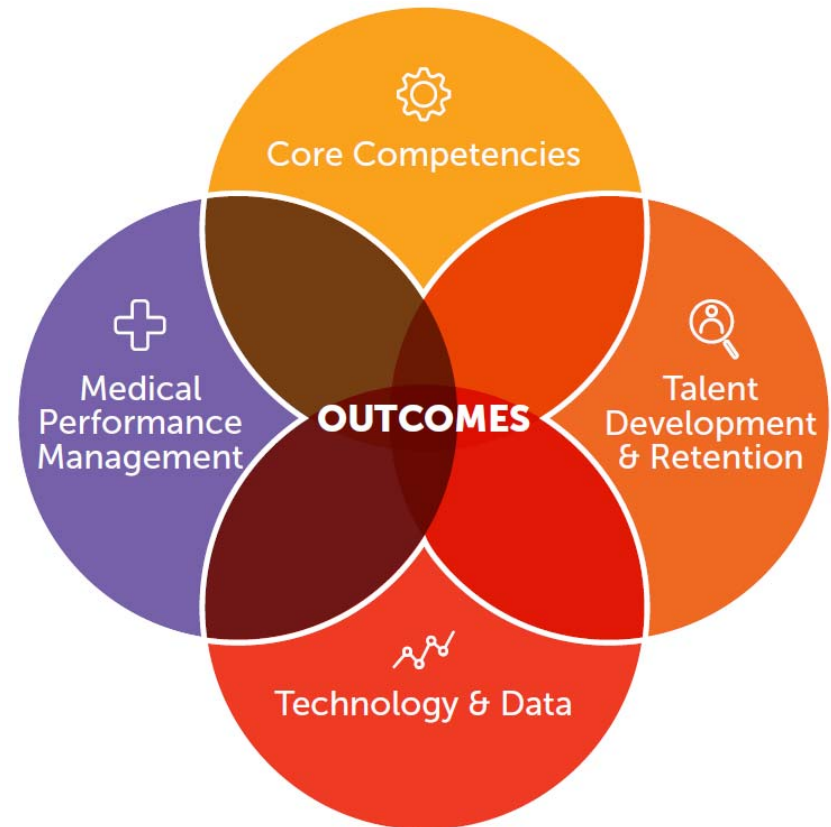 Core Competencies
Medical
Performance
Management
OUTCOMES
Talent
Development
& Retention
Technology & Data